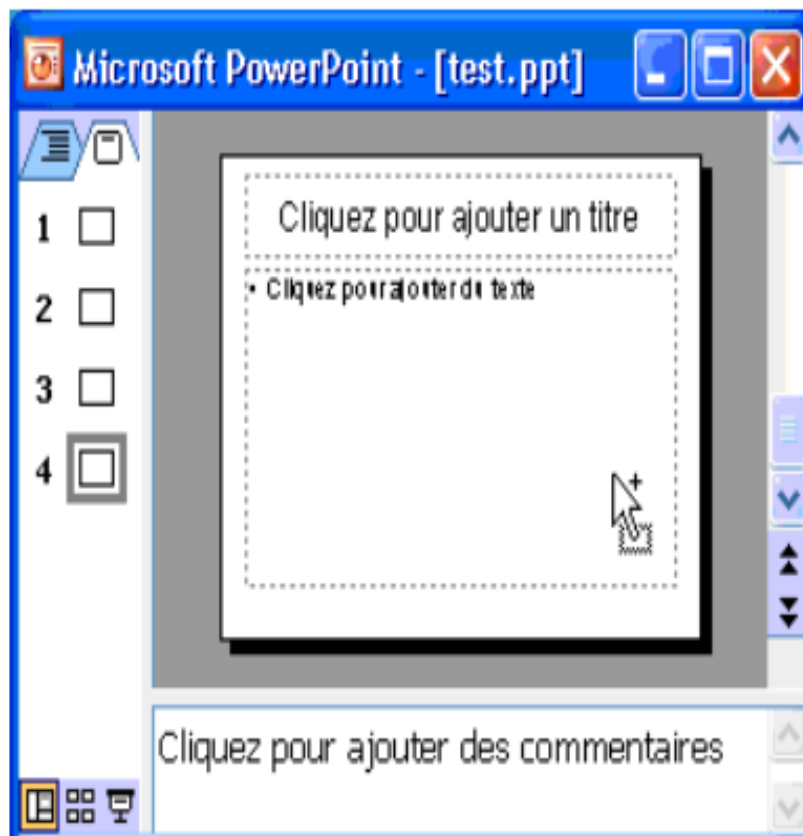 Microsoft PowerPoint - [test.ppt]
1
2
3
4
Cliquez pour ajouter un titre
• Cliquez pour ajouter du texte
Cliquez pour ajouter des commentaires